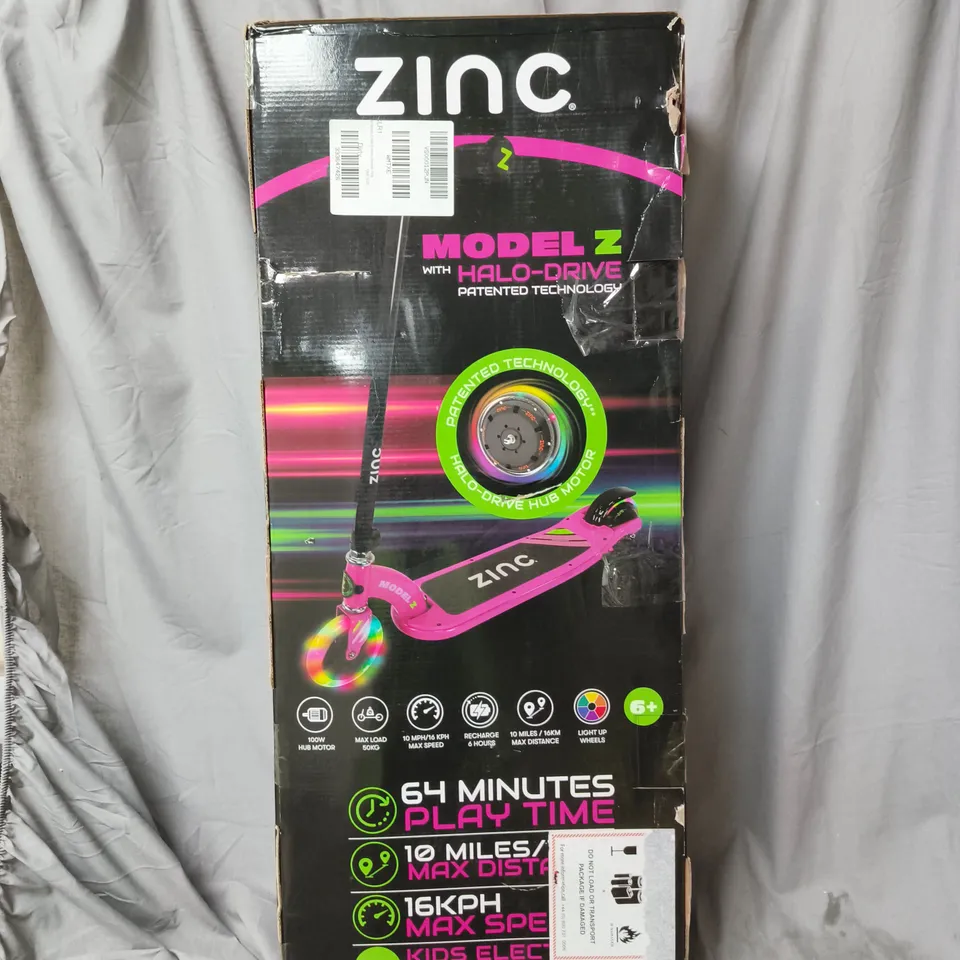 ZINC
Z
MODEL Z
WITH HALO-DRIVE
PATENTED TECHNOLOGY
PATENTED TECHNOLOGY**
HALO-DRIVE HUB MOTOR
ZINC
ZINC
MODEL Z
100W
HUB MOTOR
MAX LOAD
50KG
10 MPH/16 KPH
MAX SPEED
RECHARGE
6 HOURS
10 MILES / 16KM
MAX DISTANCE
LIGHT UP
WHEELS
6+
64 MINUTES
PLAY TIME
10 MILES/
MAX DISTA
16KPH
MAX SPE
KIDS ELECT
DO NOT LOAD OR TRANSPORT
PACKAGE IF DAMAGED